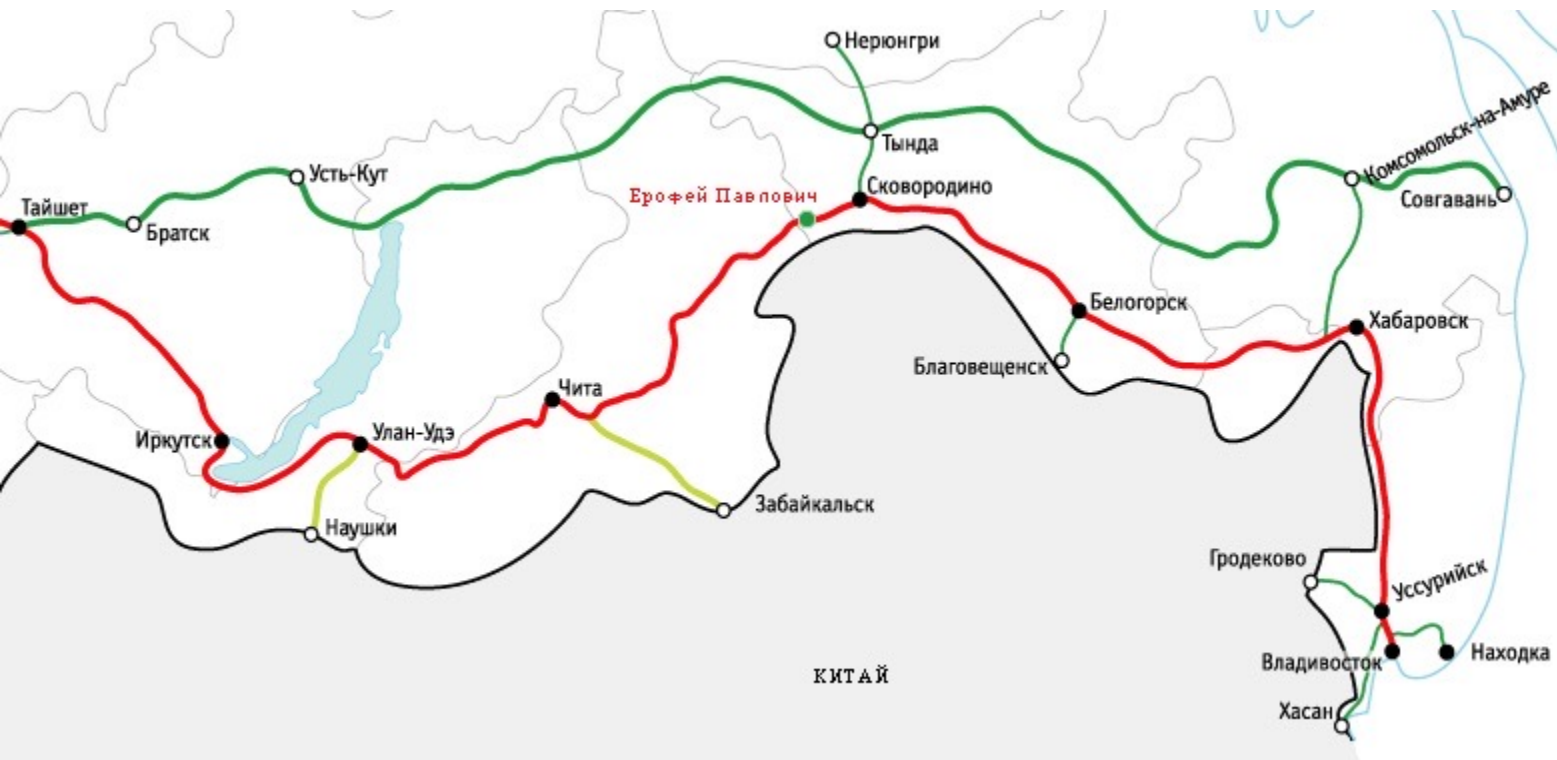 Нерюнгри
Комсомольск-на-Амуре
Тында
Усть-Кут
Ерофей Павлович
Сковородино
Тайшет
Совгавань
Братск
Белогорск
Хабаровск
Благовещенск
Чита
Иркутск
Улан-Удэ
Забайкальск
Наушки
Гродеково
Уссурийск
Владивосток
Находка
КИТАЙ
Хасан